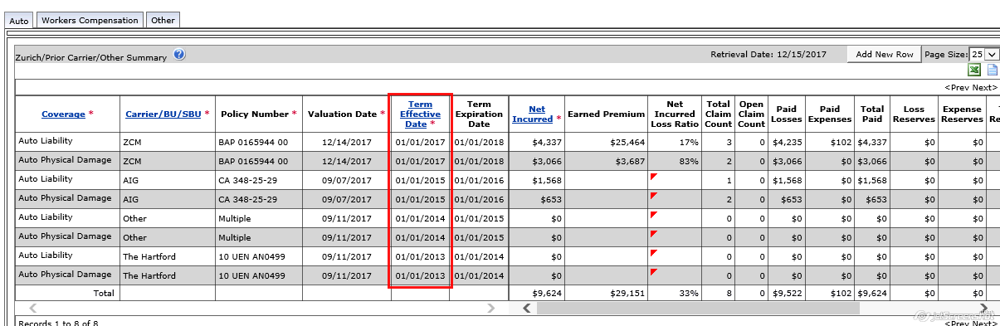 Auto Workers Compensation Other
Zurich/Prior Carrier/Other Summary ? Retrieval Date: 12/15/2017 Add New Row Page Size: 25
<Prev Next>
Coverage * Carrier/BU/SBU * Policy Number * Valuation Date * Term Effective Date * Term Expiration Date Net Incurred * Earned Premium Net Incurred Loss Ratio Total Claim Count Open Claim Count Paid Losses Paid Expenses Total Paid Loss Reserves Expense Reserves
Auto Liability ZCM BAP 0165944 00 12/14/2017 01/01/2017 01/01/2018 $4,337 $25,464 17% 3 0 $4,235 $102 $4,337 $0 $0
Auto Physical Damage ZCM BAP 0165944 00 12/14/2017 01/01/2017 01/01/2018 $3,066 $3,687 83% 2 0 $3,066 $0 $3,066 $0 $0
Auto Liability AIG CA 348-25-29 09/07/2017 01/01/2015 01/01/2016 $1,568 1 0 $1,568 $0 $1,568 $0 $0
Auto Physical Damage AIG CA 348-25-29 09/07/2017 01/01/2015 01/01/2016 $653 2 0 $653 $0 $653 $0 $0
Auto Liability Other Multiple 09/11/2017 01/01/2014 01/01/2015 $0 0 0 $0 $0 $0 $0 $0
Auto Physical Damage Other Multiple 09/11/2017 01/01/2014 01/01/2015 $0 0 0 $0 $0 $0 $0 $0
Auto Liability The Hartford 10 UEN AN0499 09/11/2017 01/01/2013 01/01/2014 $0 0 0 $0 $0 $0 $0 $0
Auto Physical Damage The Hartford 10 UEN AN0499 09/11/2017 01/01/2013 01/01/2014 $0 0 0 $0 $0 $0 $0 $0
Total $9,624 $29,151 33% 8 0 $9,522 $102 $9,624 $0 $0
Records 1 to 8 of 8 <Prev Next>
jetScreenshot